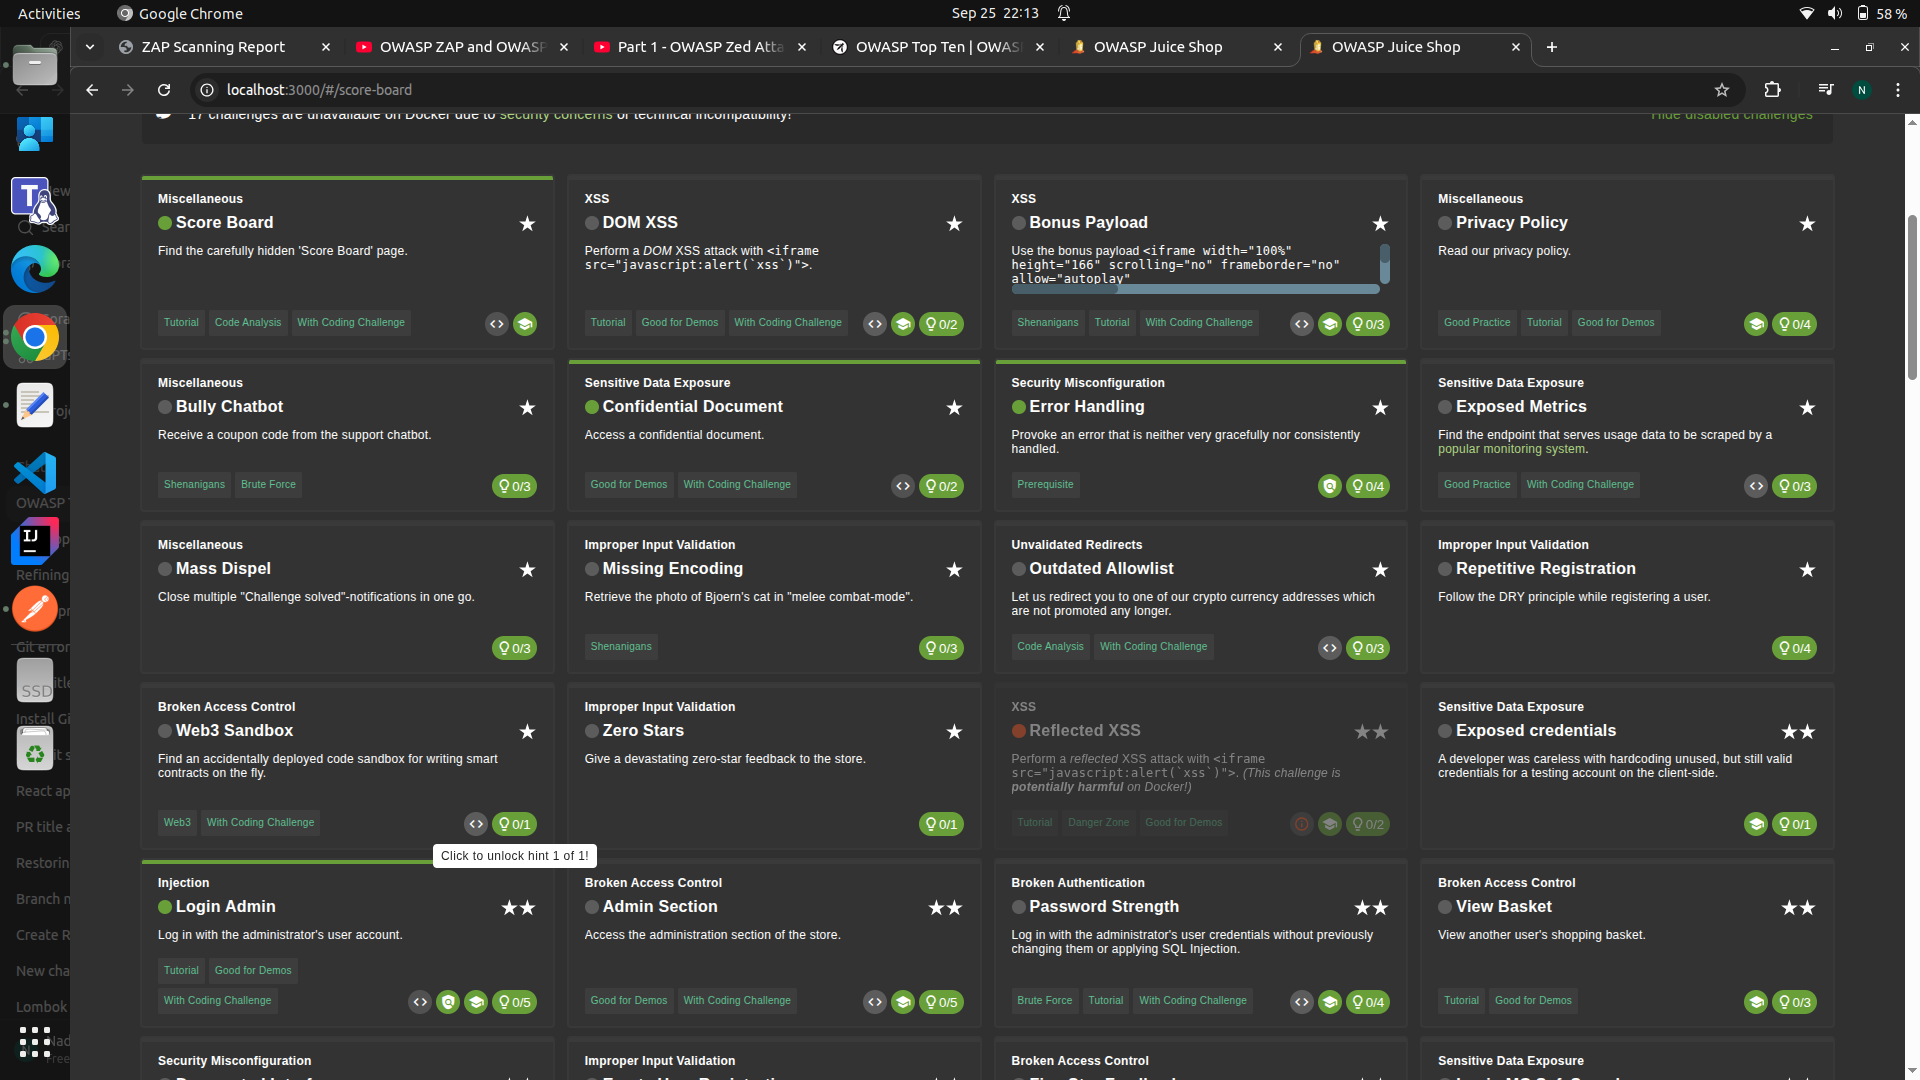 Activities
Google Chrome
Sep 25 22:13
58 %
ZAP Scanning Report
OWASP ZAP and OWASP
Part 1 - OWASP Zed Atta
OWASP Top Ten | OWAS
OWASP Juice Shop
OWASP Juice Shop
localhost:3000/#/score-board
N
17 challenges are unavailable on Docker due to security concerns or technical incompatibility!
Hide disabled challenges
Miscellaneous
Score Board
Find the carefully hidden 'Score Board' page.
Tutorial
Code Analysis
With Coding Challenge
XSS
DOM XSS
Perform a DOM XSS attack with <iframe
src="javascript:alert(`xss`)">.
Tutorial
Good for Demos
With Coding Challenge
0/2
XSS
Bonus Payload
Use the bonus payload <iframe width="100%"
height="166" scrolling="no" frameborder="no"
allow="autoplay"
Shenanigans
Tutorial
With Coding Challenge
0/3
Miscellaneous
Privacy Policy
Read our privacy policy.
Good Practice
Tutorial
Good for Demos
0/4
Miscellaneous
Bully Chatbot
Receive a coupon code from the support chatbot.
Shenanigans
Brute Force
0/3
Sensitive Data Exposure
Confidential Document
Access a confidential document.
Good for Demos
With Coding Challenge
0/2
Security Misconfiguration
Error Handling
Provoke an error that is neither very gracefully nor consistently
handled.
Prerequisite
0/4
Sensitive Data Exposure
Exposed Metrics
Find the endpoint that serves usage data to be scraped by a
popular monitoring system.
Good Practice
With Coding Challenge
0/3
Miscellaneous
Mass Dispel
Close multiple "Challenge solved"-notifications in one go.
0/3
Improper Input Validation
Missing Encoding
Retrieve the photo of Bjoern's cat in "melee combat-mode".
Shenanigans
0/3
Unvalidated Redirects
Outdated Allowlist
Let us redirect you to one of our crypto currency addresses which
are not promoted any longer.
Code Analysis
With Coding Challenge
0/3
Improper Input Validation
Repetitive Registration
Follow the DRY principle while registering a user.
0/4
Broken Access Control
Web3 Sandbox
Find an accidentally deployed code sandbox for writing smart
contracts on the fly.
Web3
With Coding Challenge
0/1
Click to unlock hint 1 of 1!
Improper Input Validation
Zero Stars
Give a devastating zero-star feedback to the store.
0/1
XSS
Reflected XSS
Perform a reflected XSS attack with <iframe
src="javascript:alert(`xss`)">. (This challenge is
potentially harmful on Docker!)
Tutorial
Danger Zone
Good for Demos
0/2
Sensitive Data Exposure
Exposed credentials
A developer was careless with hardcoding unused, but still valid
credentials for a testing account on the client-side.
0/1
Injection
Login Admin
Log in with the administrator's user account.
Tutorial
Good for Demos
With Coding Challenge
0/5
Broken Access Control
Admin Section
Access the administration section of the store.
Good for Demos
With Coding Challenge
0/5
Broken Authentication
Password Strength
Log in with the administrator's user credentials without previously
changing them or applying SQL Injection.
Brute Force
Tutorial
With Coding Challenge
0/4
Broken Access Control
View Basket
View another user's shopping basket.
Tutorial
Good for Demos
0/3
Security Misconfiguration
Improper Input Validation
Broken Access Control
Sensitive Data Exposure
OWASP
Refining
Git error
SSD
Install Gi
React ap
PR title a
Restorin
Branch n
Create R
New cha
Lombok
Nad
Free